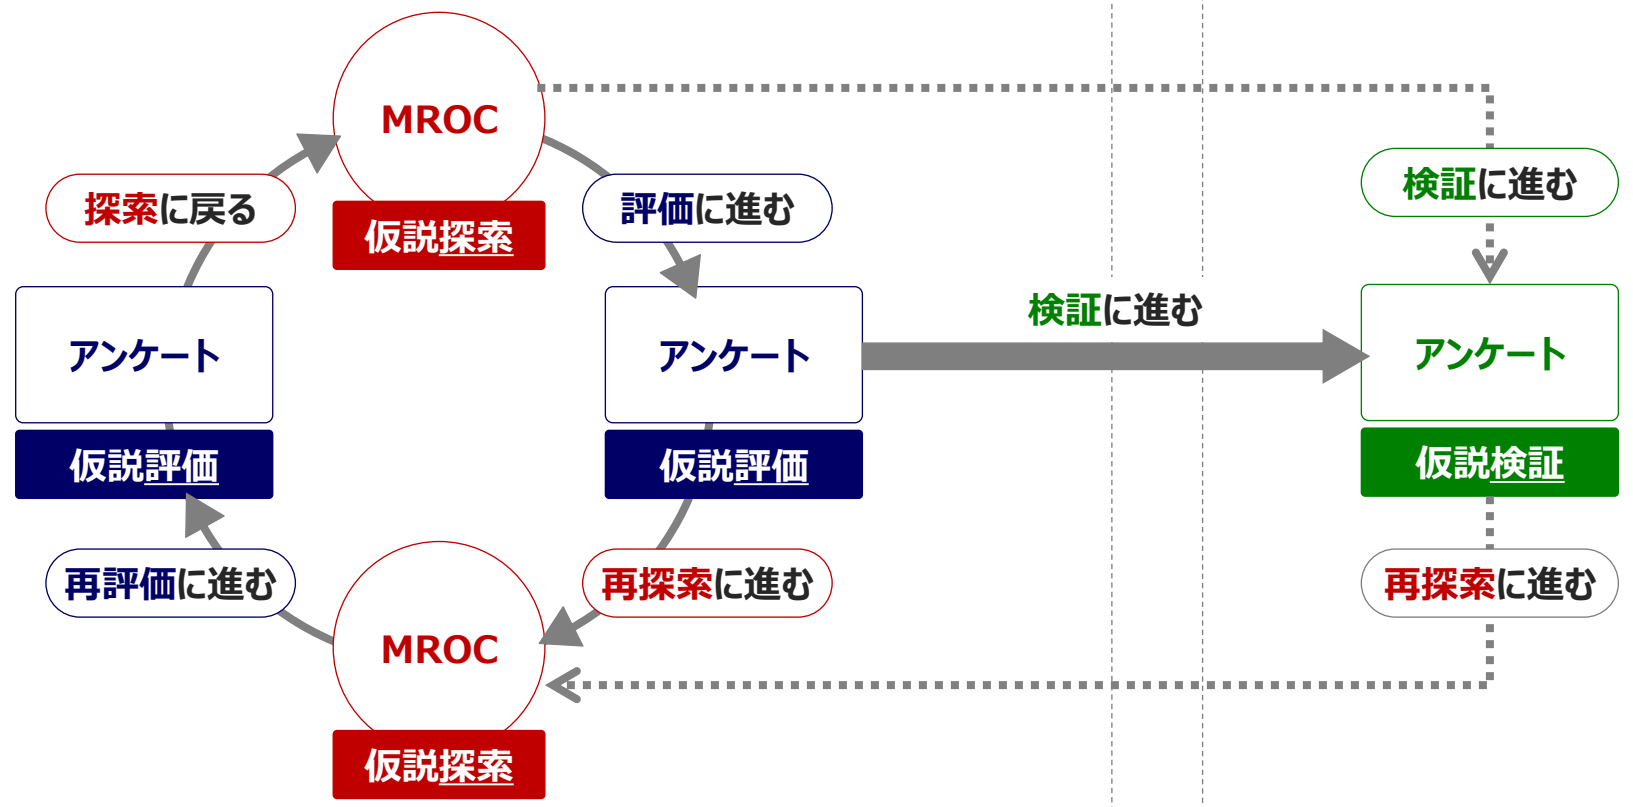 MROC
仮説探索
探索に戻る
評価に進む
検証に進む
アンケート
仮説評価
アンケート
仮説評価
検証に進む
アンケート
仮説検証
再評価に進む
再探索に進む
再探索に進む
MROC
仮説探索